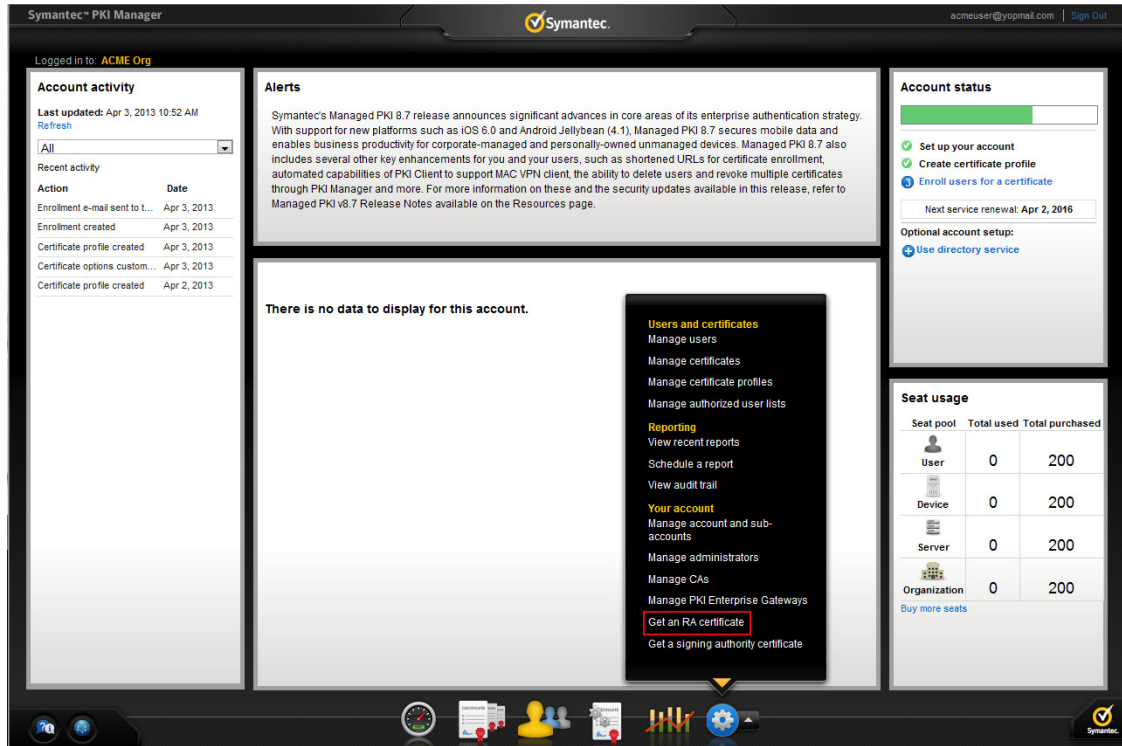 Symantec™ PKI Manager
Symantec.
acmeuser@yopmail.com | Sign Out
Logged in to: ACME Org
Account activity
Last updated: Apr 3, 2013 10:52 AM
Refresh
All
Recent activity
Action Date
Enrollment e-mail sent to t... Apr 3, 2013
Enrollment created Apr 3, 2013
Certificate profile created Apr 3, 2013
Certificate options custom... Apr 3, 2013
Certificate profile created Apr 2, 2013
Alerts
Symantec's Managed PKI 8.7 release announces significant advances in core areas of its enterprise authentication strategy.
With support for new platforms such as iOS 6.0 and Android Jellybean (4.1), Managed PKI 8.7 secures mobile data and
enables business productivity for corporate-managed and personally-owned unmanaged devices. Managed PKI 8.7 also
includes several other key enhancements for you and your users, such as shortened URLs for certificate enrollment,
automated capabilities of PKI Client to support MAC VPN client, the ability to delete users and revoke multiple certificates
through PKI Manager and more. For more information on these and the security updates available in this release, refer to
Managed PKI v8.7 Release Notes available on the Resources page.
There is no data to display for this account.
Users and certificates
Manage users
Manage certificates
Manage certificate profiles
Manage authorized user lists
Reporting
View recent reports
Schedule a report
View audit trail
Your account
Manage account and sub-
accounts
Manage administrators
Manage CAs
Manage PKI Enterprise Gateways
Get an RA certificate
Get a signing authority certificate
Account status
Set up your account
Create certificate profile
3 Enroll users for a certificate
Next service renewal: Apr 2, 2016
Optional account setup:
Use directory service
Seat usage
Seat pool Total used Total purchased
User 0 200
Device 0 200
Server 0 200
Organization 0 200
Buy more seats
Symantec.